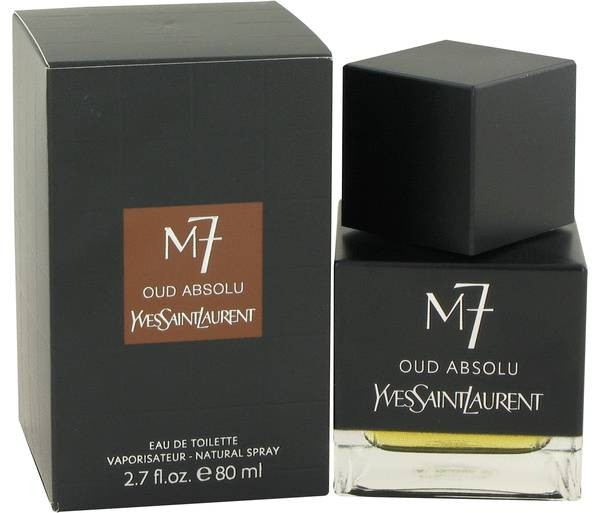 M7
OUD ABSOLU
YVESSAINTLAURENT
EAU DE TOILETTE
VAPORISATEUR - NATURAL SPRAY
2.7 fl.oz. ℮ 80 ml
M7
OUD ABSOLU
YVESSAINTLAURENT